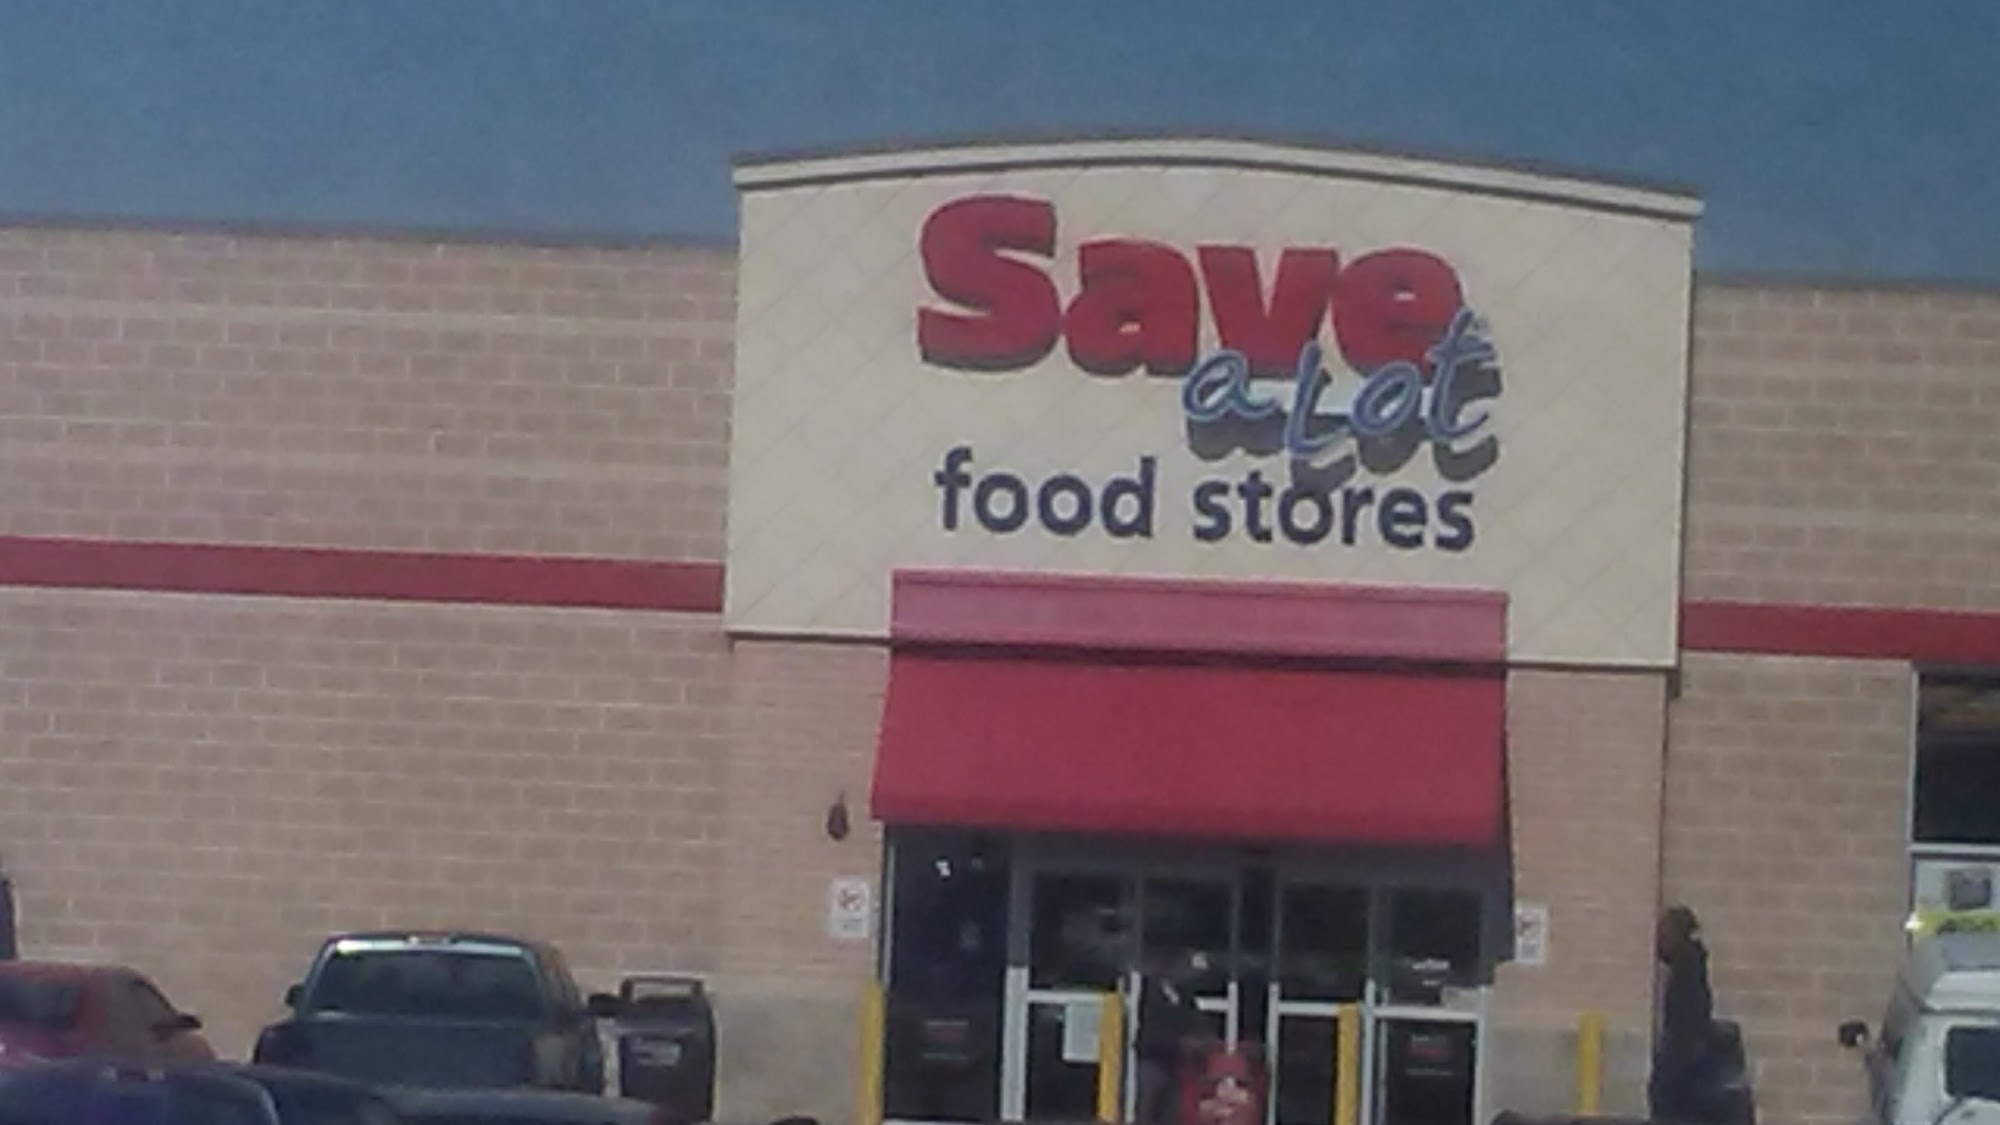 Save
a Lot
food stores